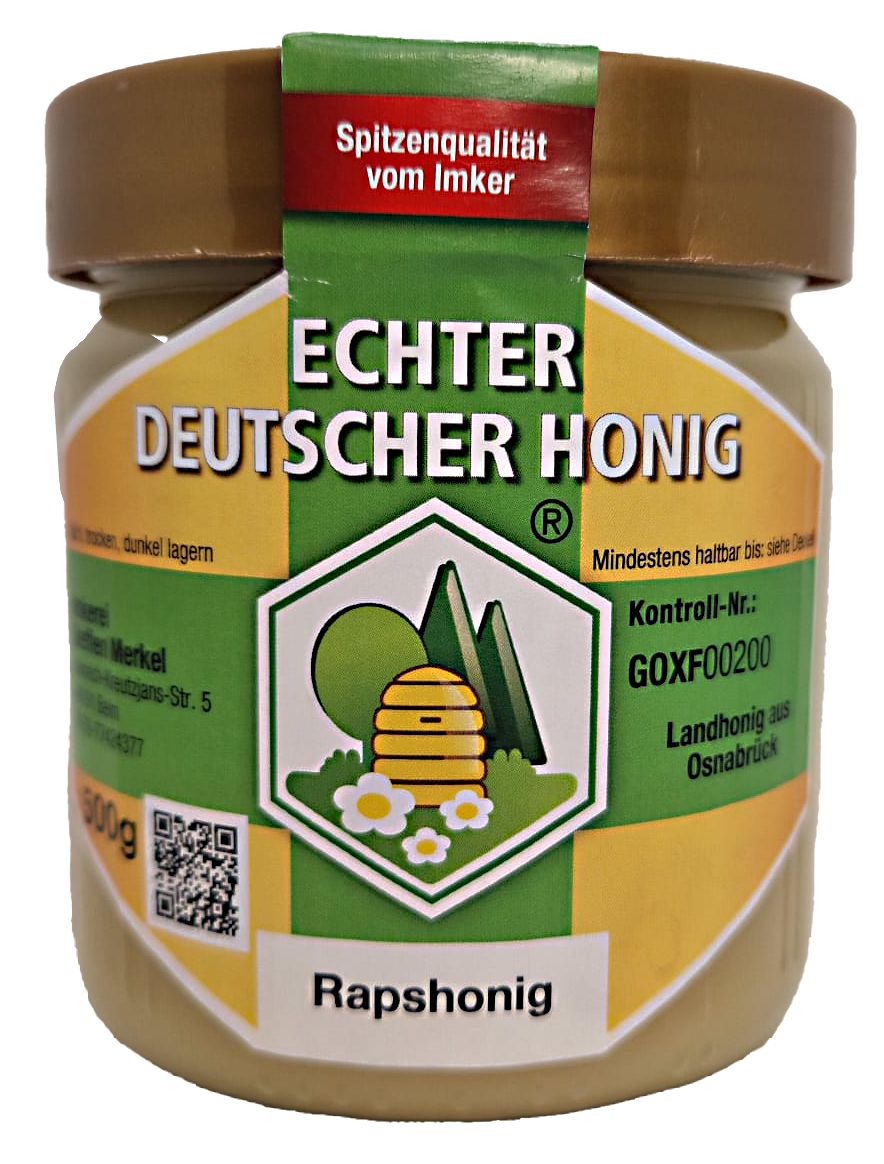 Spitzenqualität
vom Imker
ECHTER
DEUTSCHER HONIG
®
trocken, dunkel lagern
Mindestens haltbar bis: siehe
Merkel
-Str. 5
Kontroll-Nr.:
GOXF00200
Landhonig aus
Osnabrück
500g
Rapshonig